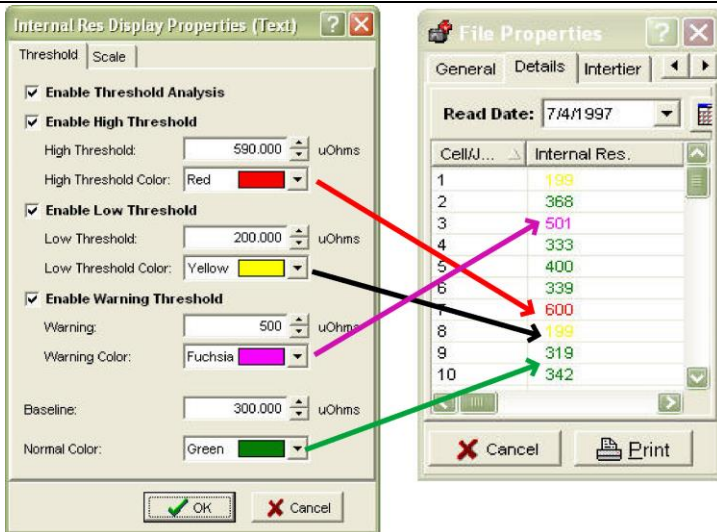 Internal Res Display Properties (Text)
Threshold Scale
Enable Threshold Analysis
Enable High Threshold
High Threshold: 590.000 uOhms
High Threshold Color: Red
Enable Low Threshold
Low Threshold: 200.000 uOhms
Low Threshold Color: Yellow
Enable Warning Threshold
Warning: 500 uOhms
Warning Color: Fuchsia
Baseline: 300.000 uOhms
Normal Color: Green
OK Cancel
File Properties
General Details Intertier
Read Date: 7/4/1997
Cell/J... Internal Res.
1 199
2 368
3 501
4 333
5 400
6 339
7 600
8 199
9 319
10 342
Cancel Print